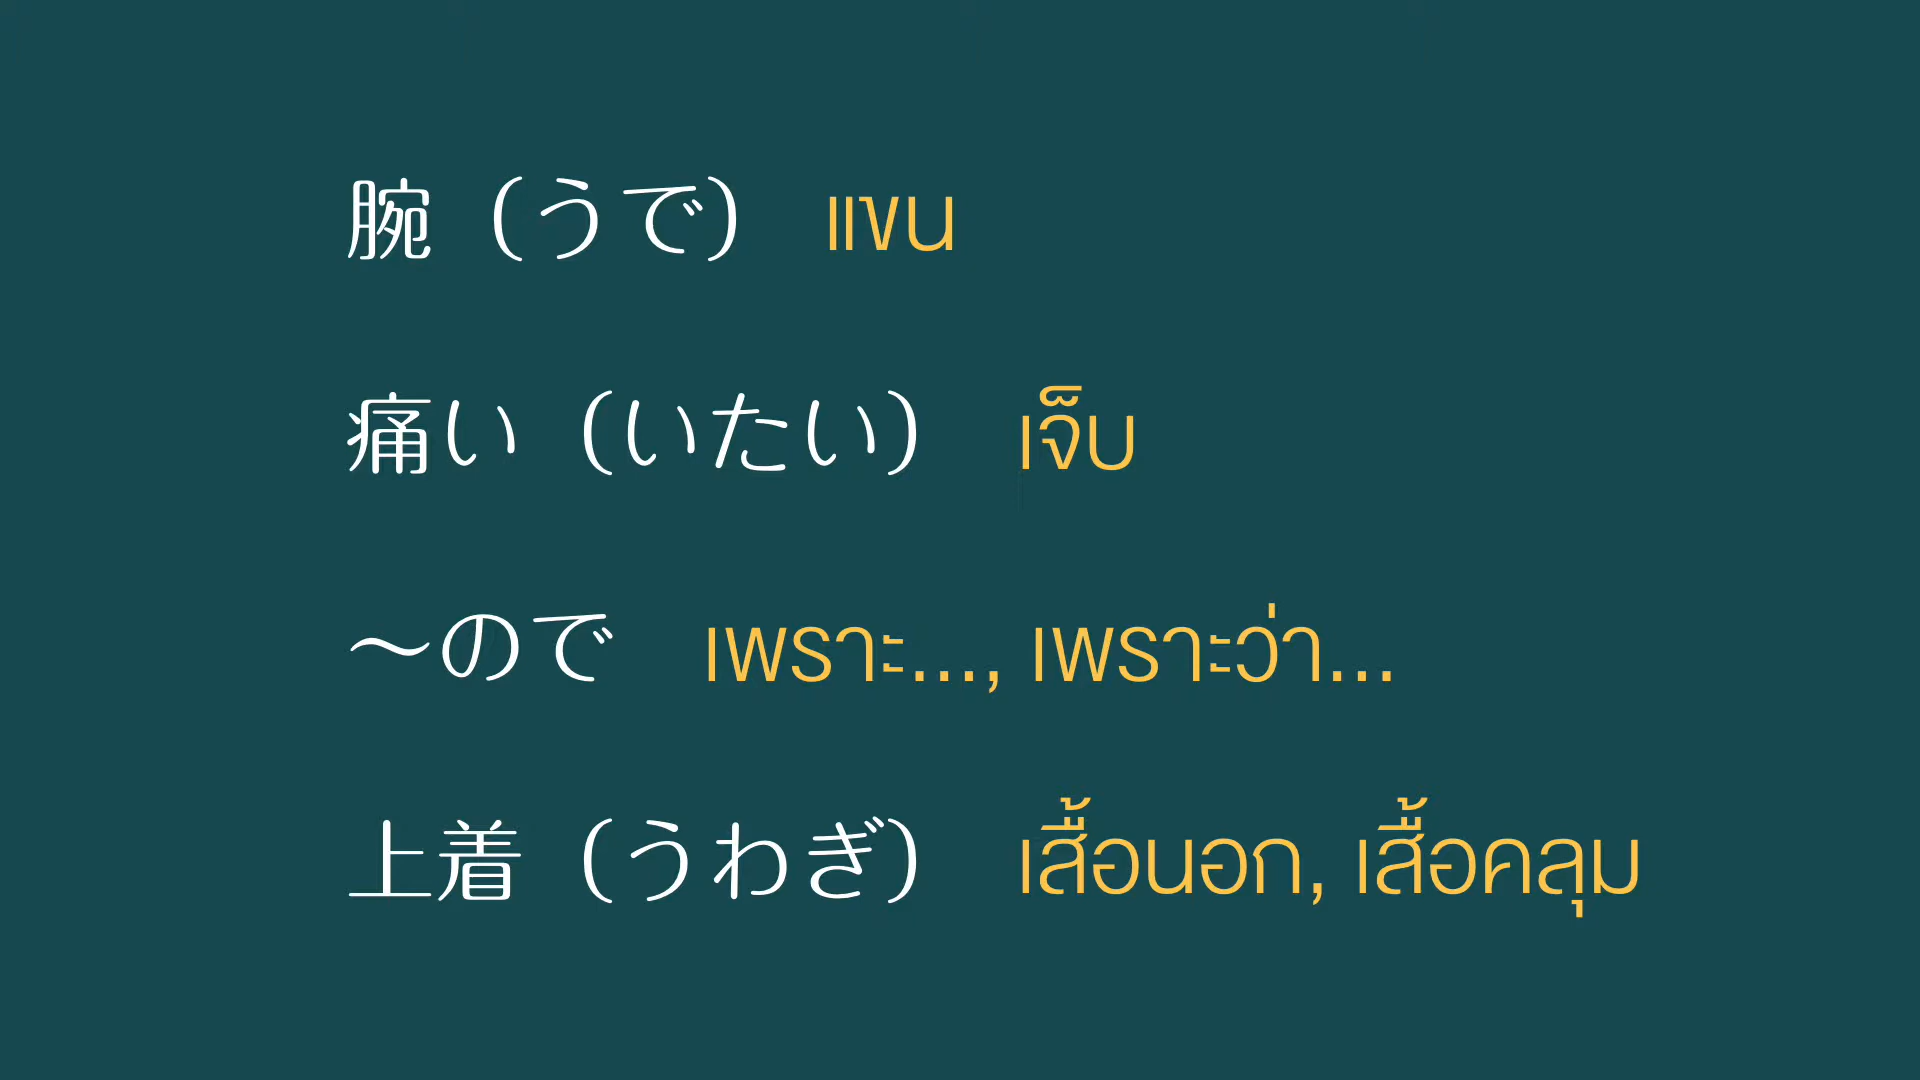 腕（うで） แขน
痛い（いたい） เจ็บ
～ので เพราะ..., เพราะว่า...
上着（うわぎ） เสื้อนอก, เสื้อคลุม